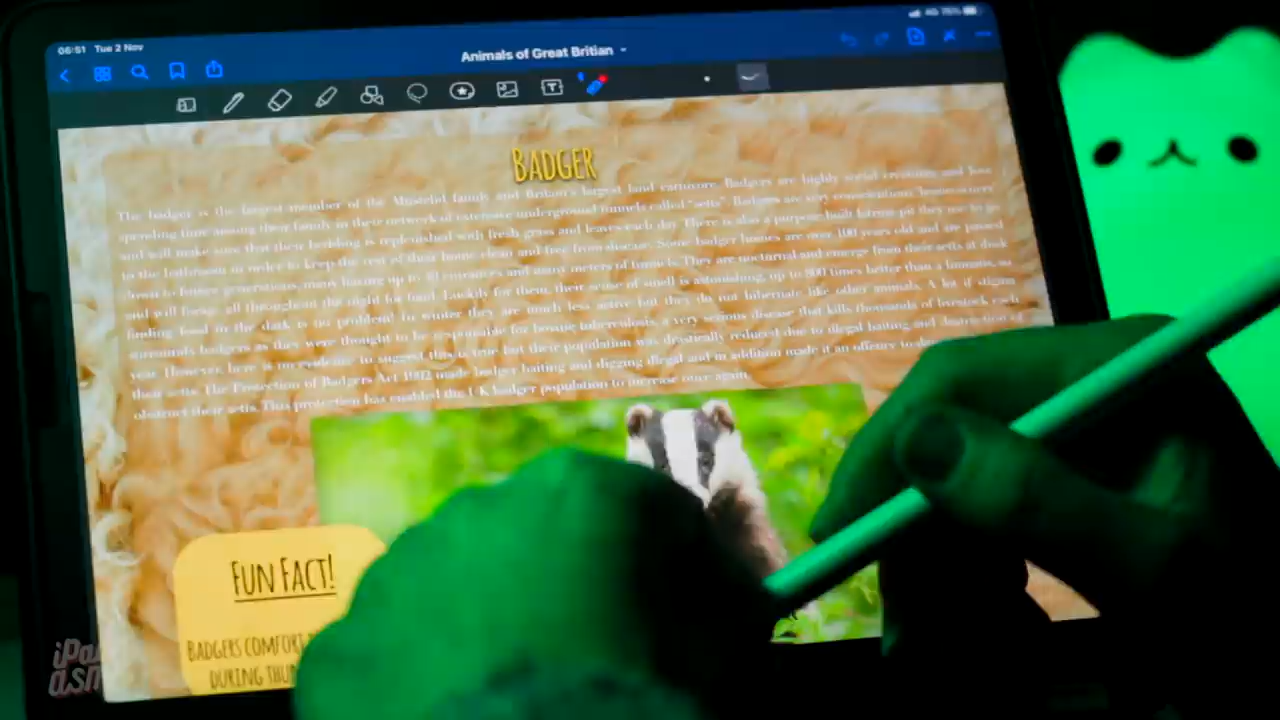 06:51 Tue 2 Nov
4G 76%
Animals of Great Britian
BADGER
The badger is the largest member of the Mustelid family and Britain's largest land carnivore. Badgers are highly social creatures and love
spending time among their family in their network of extensive underground tunnels called "setts". Badgers are very conscientious homeowners
and will make sure that their bedding is replenished with fresh grass and leaves each day. There is also a purpose-built latrine pit they use to go
to the bathroom in order to keep the rest of their home clean and free from disease. Some badger homes are over 100 years old and are passed
down to future generations, many having up to entrances and many meters of tunnels. They are nocturnal and emerge from their setts at dusk
and will forage all throughout the night for food. Luckily for them, their sense of smell is astonishing, up to 800 times better than a humans, so
finding food in the dark is no problem! In winter they are much less active but they do not hibernate like other animals. A lot if stigma
surrounds badgers as they were thought to be responsible for bovine tuberculosis, a very serious disease that kills thousands of livestock each
year. However, here is no evidence to suggest this is true but their population was drastically reduced due to illegal baiting and destruction of
their setts. The Protection of Badgers Act 1992 made badger baiting and digging illegal and in addition made it an offence to
obstruct their setts. This protection has enabled the UK badger population to increase once again.
FUN FACT!
BADGERS COMFORT
DURING
iPad
asm